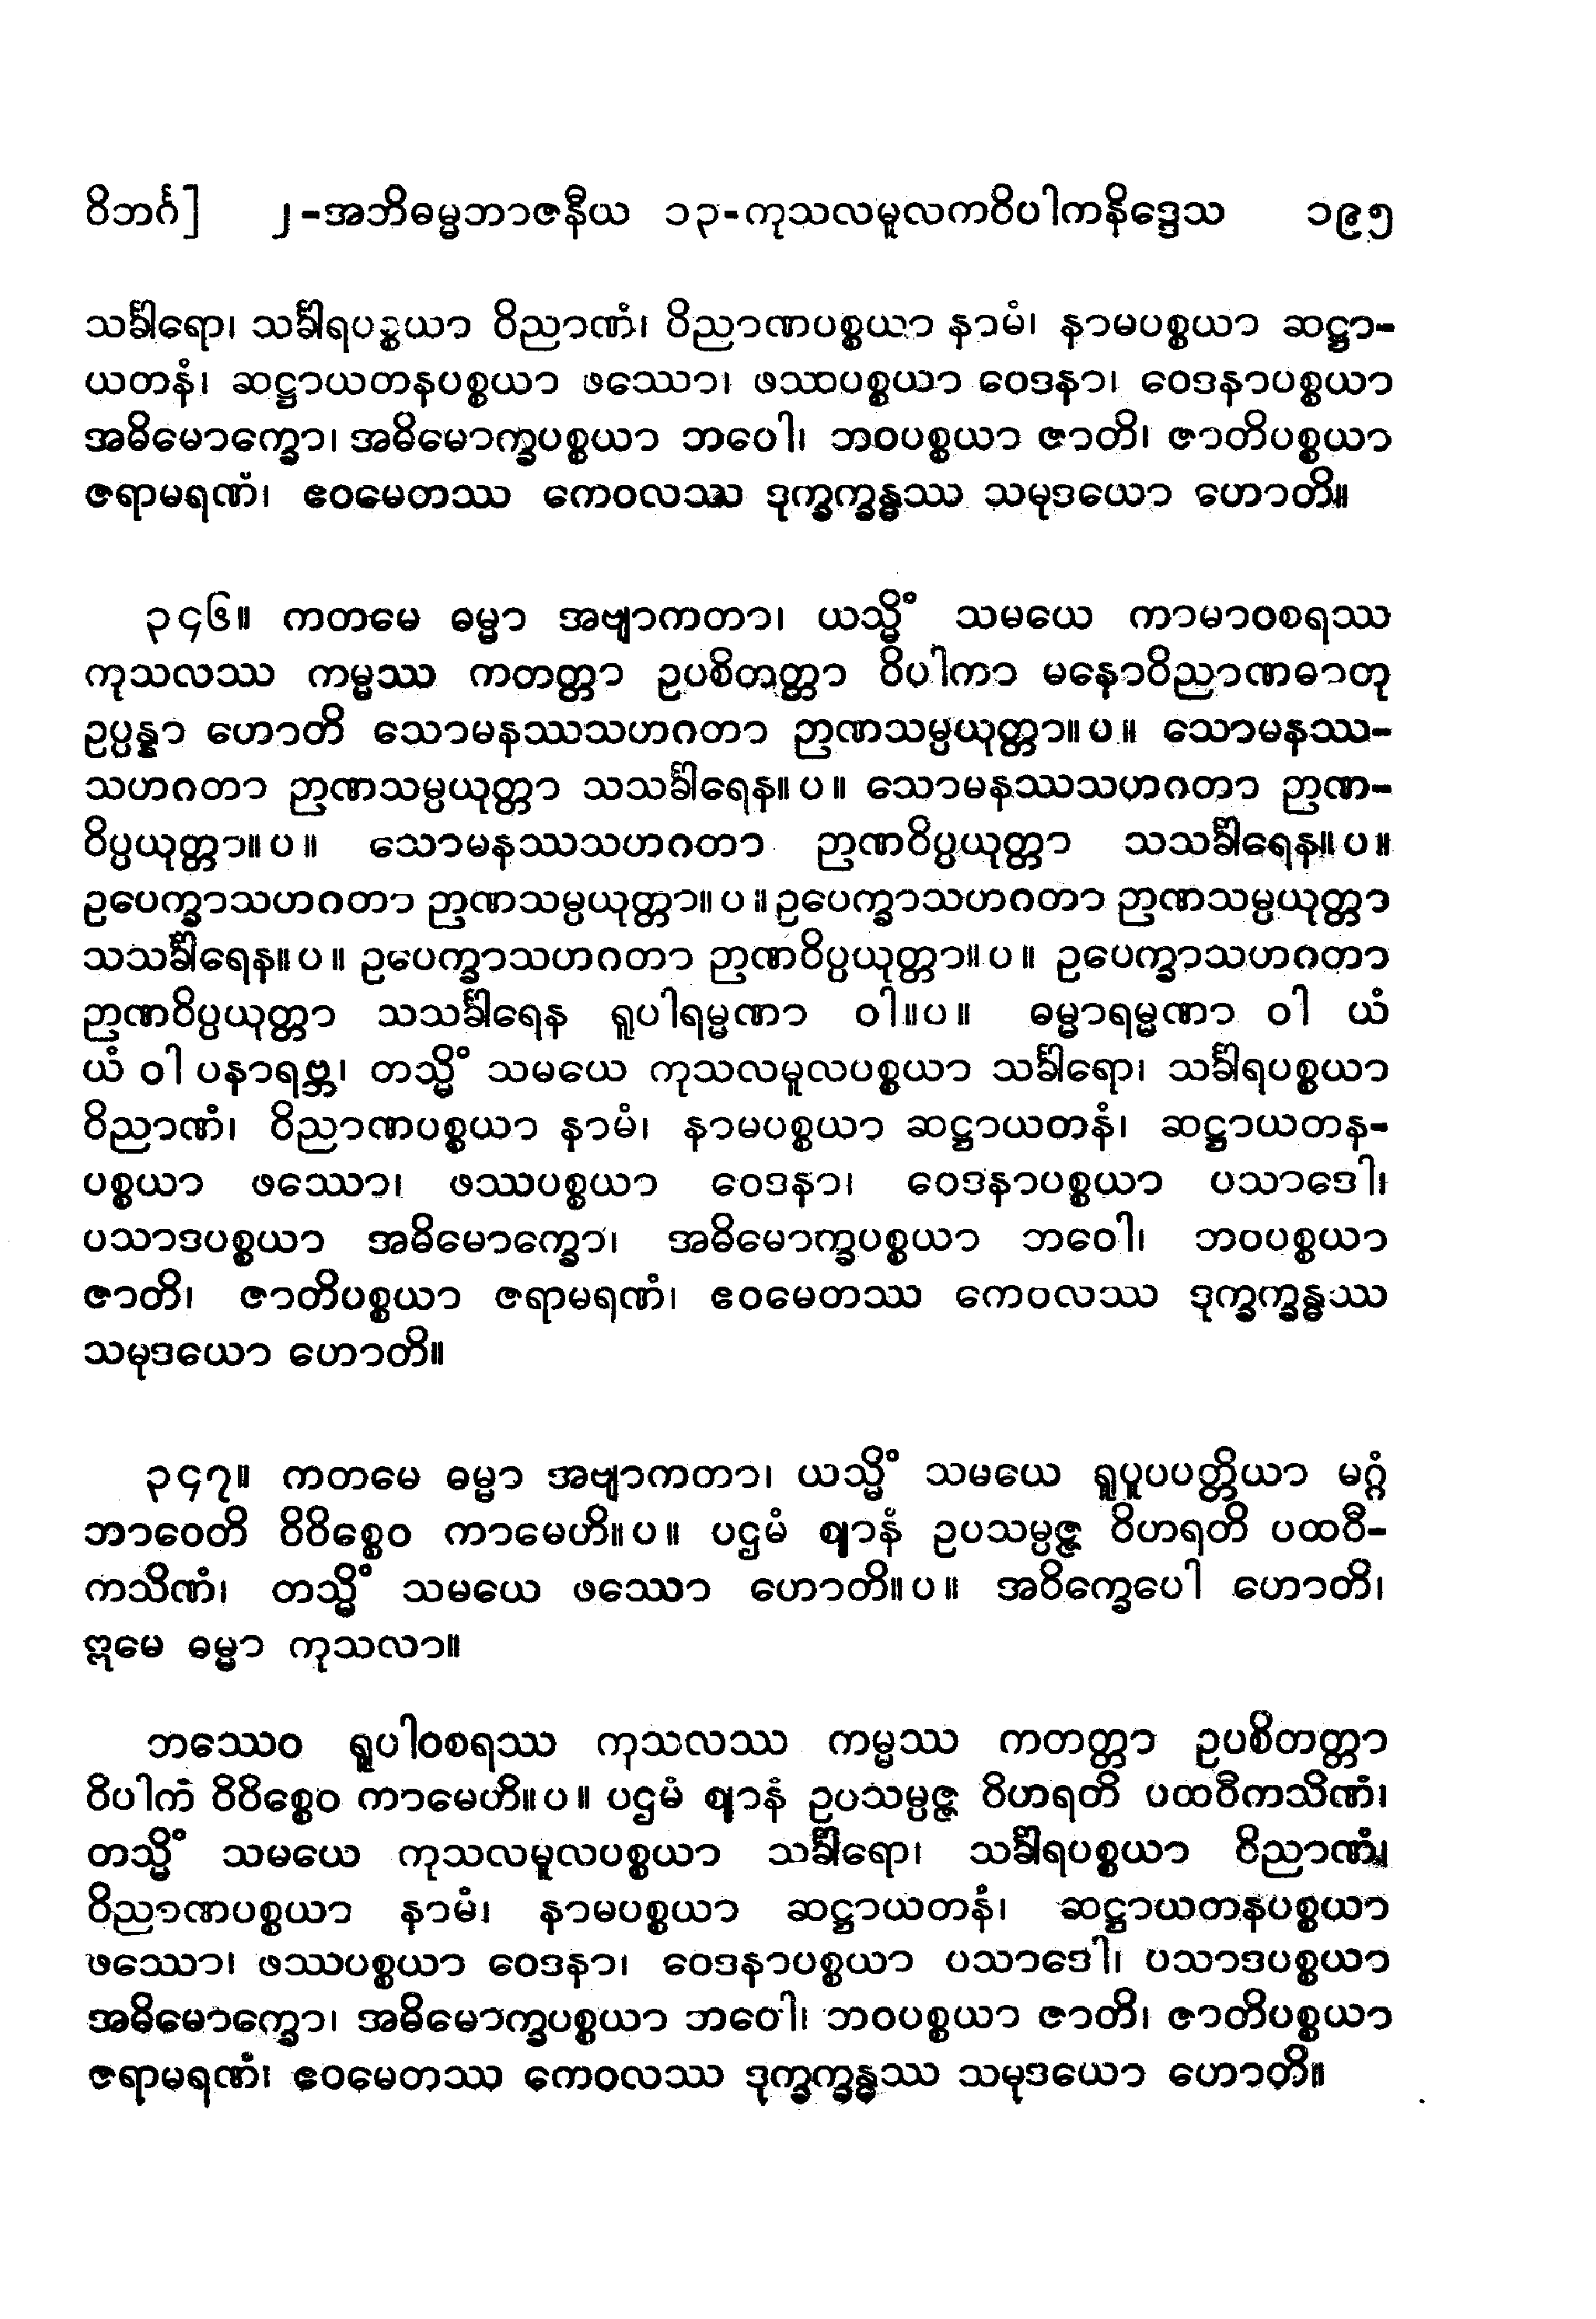 ဝိဘင်္ဂ] ၂-အဘိဓမ္မဘာဇနီယ ၁၃-ကုသလမူလကဝိပါကနိဒ္ဒေသ ၁၉၅
သင်္ခါရော၊ သင်္ခါရပစ္စယာ ဝိညာဏံ၊ ဝိညာဏပစ္စယာ နာမံ၊ နာမပစ္စယာ ဆဋ္ဌာ-
ယတနံ၊ ဆဋ္ဌာယတနပစ္စယာ ဖဿော၊ ဖဿပစ္စယာ ဝေဒနာ၊ ဝေဒနာပစ္စယာ
အဓိမောက္ခော၊ အဓိမောက္ခပစ္စယာ ဘဝေါ၊ ဘဝပစ္စယာ ဇာတိ၊ ဇာတိပစ္စယာ
ဇရာမရဏံ၊ ဧဝမေတဿ ကေဝလဿ ဒုက္ခက္ခန္ဓဿ သမုဒယော ဟောတိ။
၃၄၆။ ကတမေ ဓမ္မာ အဗျာကတာ၊ ယသ္မိံ သမယေ ကာမာဝစရဿ
ကုသလဿ ကမ္မဿ ကတတ္တာ ဥပစိတတ္တာ ဝိပါကာ မနောဝိညာဏဓာတု
ဥပ္ပန္နာ ဟောတိ သောမနဿသဟဂတာ ဉာဏသမ္ပယုတ္တာ။ ပ ။ သောမနဿ-
သဟဂတာ ဉာဏသမ္ပယုတ္တာ သသင်္ခါရေန။ ပ ။ သောမနဿသဟဂတာ ဉာဏ-
ဝိပ္ပယုတ္တာ။ ပ ။ သောမနဿသဟဂတာ ဉာဏဝိပ္ပယုတ္တာ သသင်္ခါရေန။ ပ ။
ဥပေက္ခာသဟဂတာ ဉာဏသမ္ပယုတ္တာ။ ပ ။ ဥပေက္ခာသဟဂတာ ဉာဏသမ္ပယုတ္တာ
သသင်္ခါရေန။ ပ ။ ဥပေက္ခာသဟဂတာ ဉာဏဝိပ္ပယုတ္တာ။ ပ ။ ဥပေက္ခာသဟဂတာ
ဉာဏဝိပ္ပယုတ္တာ သသင်္ခါရေန ရူပါရမ္မဏာ ဝါ။ ပ ။ ဓမ္မာရမ္မဏာ ဝါ ယံ
ယံ ဝါ ပနာရဗ္ဘ၊ တသ္မိံ သမယေ ကုသလမူလပစ္စယာ သင်္ခါရော၊ သင်္ခါရပစ္စယာ
ဝိညာဏံ၊ ဝိညာဏပစ္စယာ နာမံ၊ နာမပစ္စယာ ဆဋ္ဌာယတနံ၊ ဆဋ္ဌာယတန-
ပစ္စယာ ဖဿော၊ ဖဿပစ္စယာ ဝေဒနာ၊ ဝေဒနာပစ္စယာ ပသာဒေါ၊
ပသာဒပစ္စယာ အဓိမောက္ခော၊ အဓိမောက္ခပစ္စယာ ဘဝေါ၊ ဘဝပစ္စယာ
ဇာတိ၊ ဇာတိပစ္စယာ ဇရာမရဏံ၊ ဧဝမေတဿ ကေဝလဿ ဒုက္ခက္ခန္ဓဿ
သမုဒယော ဟောတိ။
၃၄၇။ ကတမေ ဓမ္မာ အဗျာကတာ၊ ယသ္မိံ သမယေ ရူပူပပတ္တိယာ မဂ္ဂံ
ဘာဝေတိ ဝိဝိစ္စေဝ ကာမေဟိ။ ပ ။ ပဌမံ ဈာနံ ဥပသမ္ပဇ္ဇ ဝိဟရတိ ပထဝီ-
ကသိဏံ၊ တသ္မိံ သမယေ ဖဿော ဟောတိ။ ပ ။ အဝိက္ခေပေါ ဟောတိ၊
ဣမေ ဓမ္မာ ကုသလာ။
တဿေဝ ရူပါဝစရဿ ကုသလဿ ကမ္မဿ ကတတ္တာ ဥပစိတတ္တာ
ဝိပါကံ ဝိဝိစ္စေဝ ကာမေဟိ။ ပ ။ ပဌမံ ဈာနံ ဥပသမ္ပဇ္ဇ ဝိဟရတိ ပထဝီကသိဏံ၊
တသ္မိံ သမယေ ကုသလမူလပစ္စယာ သင်္ခါရော၊ သင်္ခါရပစ္စယာ ဝိညာဏံ၊
ဝိညာဏပစ္စယာ နာမံ၊ နာမပစ္စယာ ဆဋ္ဌာယတနံ၊ ဆဋ္ဌာယတနပစ္စယာ
ဖဿော၊ ဖဿပစ္စယာ ဝေဒနာ၊ ဝေဒနာပစ္စယာ ပသာဒေါ၊ ပသာဒပစ္စယာ
အဓိမောက္ခော၊ အဓိမောက္ခပစ္စယာ ဘဝေါ၊ ဘဝပစ္စယာ ဇာတိ၊ ဇာတိပစ္စယာ
ဇရာမရဏံ၊ ဧဝမေတဿ ကေဝလဿ ဒုက္ခက္ခန္ဓဿ သမုဒယော ဟောတိ။